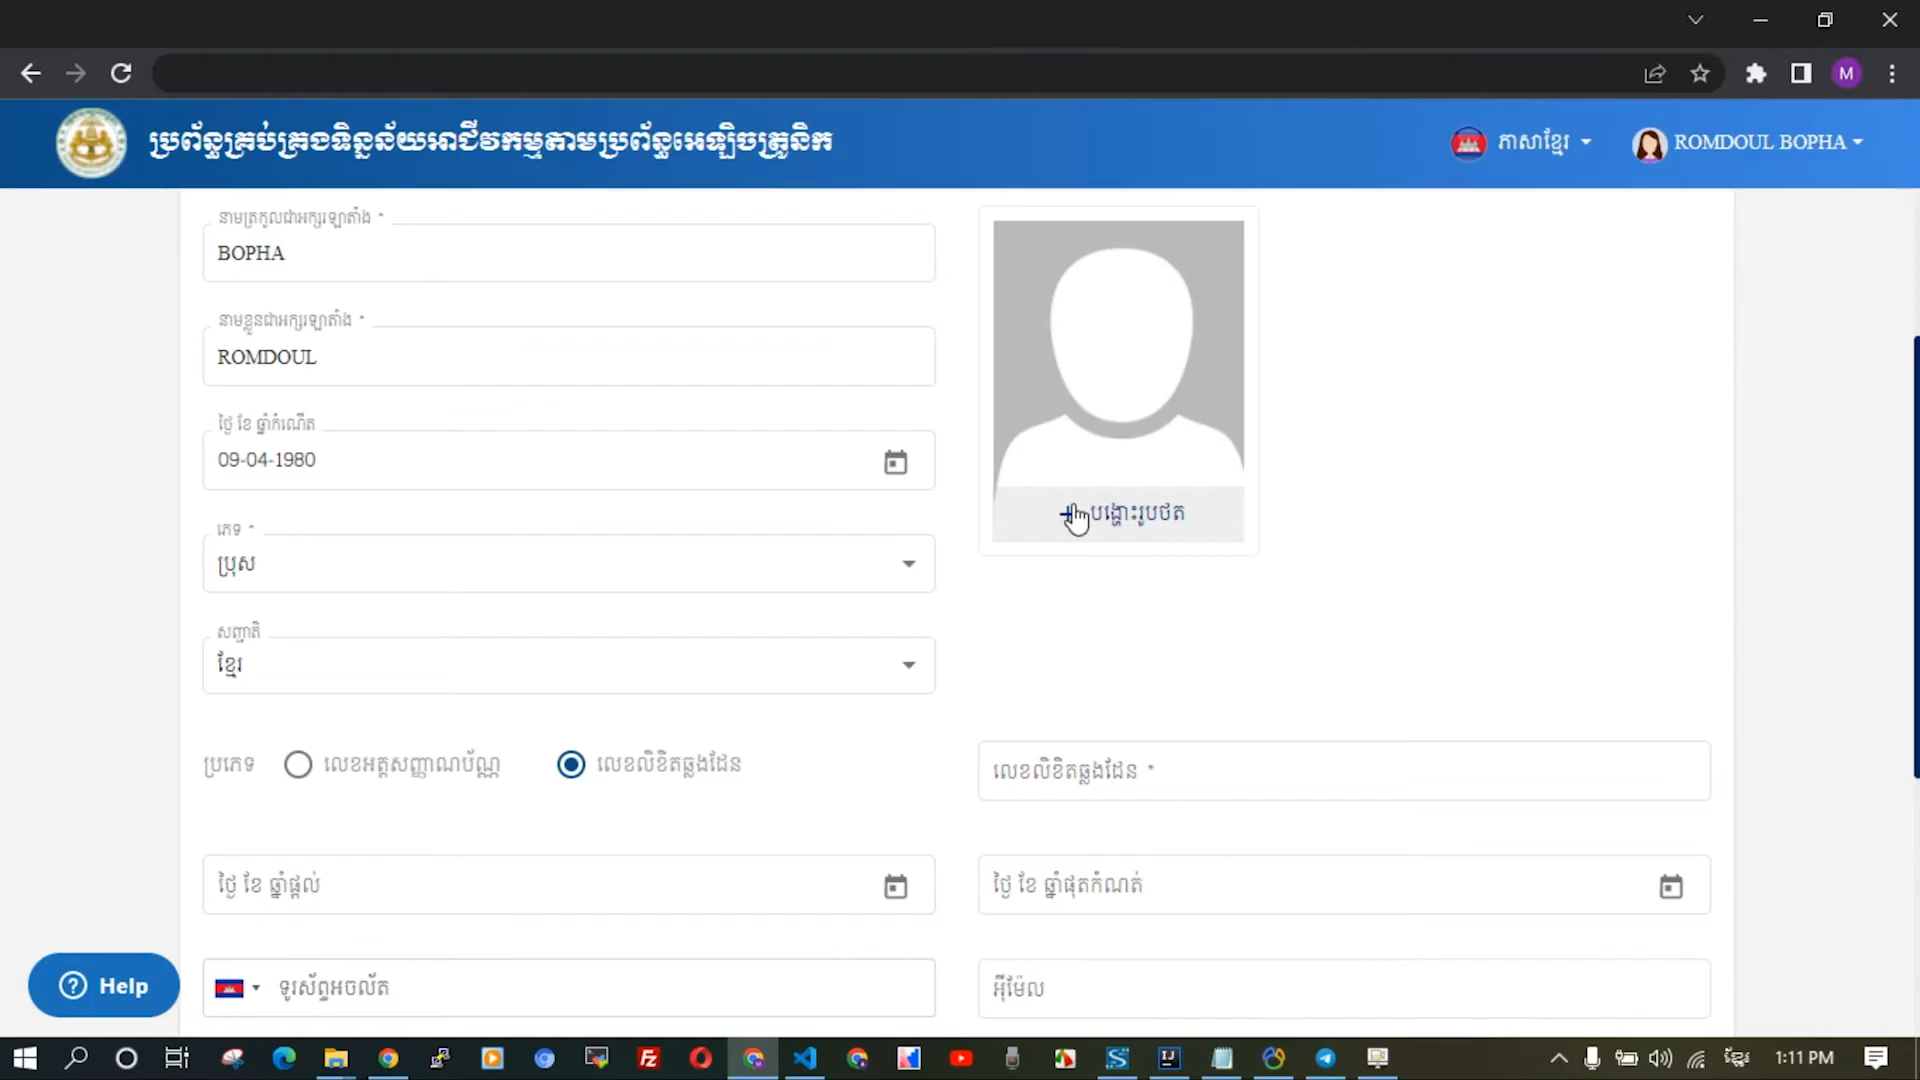 M
ប្រព័ន្ធគ្រប់គ្រងទិន្នន័យអាជីវកម្មតាមប្រព័ន្ធអេឡិចត្រូនិក
ភាសាខ្មែរ
ROMDOUL BOPHA
នាមត្រកូលជាអក្សរឡាតាំង *
BOPHA
នាមខ្លួនជាអក្សរឡាតាំង *
ROMDOUL
ថ្ងៃ ខែ ឆ្នាំកំណើត
09-04-1980
បង្ហោះរូបថត
ភេទ *
ប្រុស
សញ្ជាតិ
ខ្មែរ
ប្រភេទ លេខអត្តសញ្ញាណប័ណ្ណ លេខលិខិតឆ្លងដែន
លេខលិខិតឆ្លងដែន *
ថ្ងៃ ខែ ឆ្នាំផ្តល់
ថ្ងៃ ខែ ឆ្នាំផុតកំណត់
Help
ទូរស័ព្ទអចល័ត
អ៊ីម៉ែល
1:11 PM